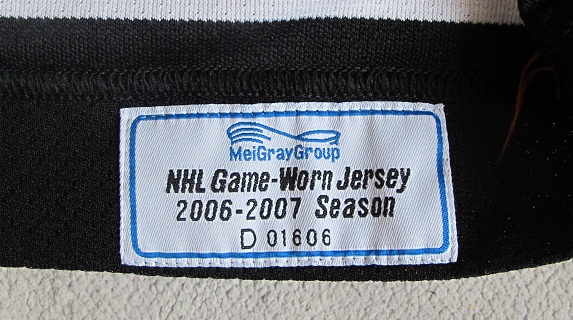 MeiGrayGroup
NHL Game-Worn Jersey
2006-2007 Season
D 01606